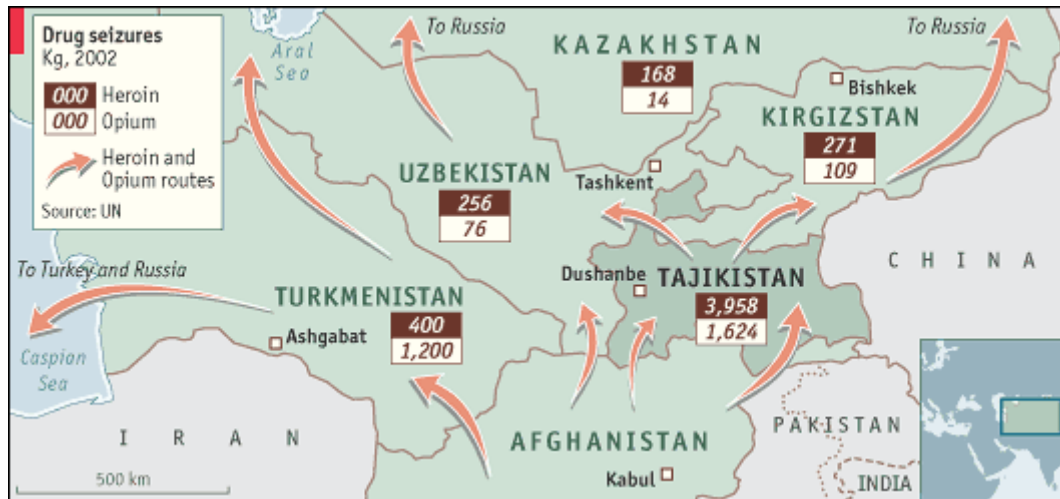 Drug seizures
Kg, 2002
000 Heroin
000 Opium
Heroin and
Opium routes
Source: UN
Aral
Sea
To Russia
KAZAKHSTAN
168
14
To Russia
Bishkek
KIRGIZSTAN
271
109
UZBEKISTAN
256
76
Tashkent
CHINA
To Turkey and Russia
Dushanbe
TAJIKISTAN
3,958
1,624
TURKMENISTAN
400
1,200
Ashgabat
Caspian
Sea
IRAN
AFGHANISTAN
Kabul
PAKISTAN
INDIA
500 km